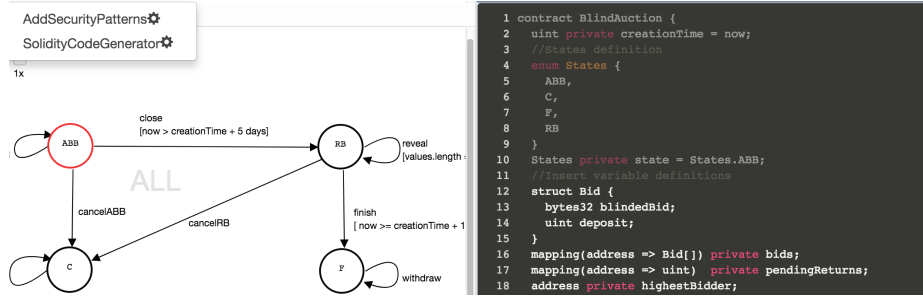 AddSecurityPatterns
SolidityCodeGenerator
1x
close
[now > creationTime + 5 days]
ABB
RB
reveal
[values.length =
ALL
cancelABB
cancelRB
finish
[ now >= creationTime + 1
C
F
withdraw
1 contract BlindAuction {
2 uint private creationTime = now;
3 //States definition
4 enum States {
5 ABB,
6 C,
7 F,
8 RB
9 }
10 States private state = States.ABB;
11 //Insert variable definitions
12 struct Bid {
13 bytes32 blindedBid;
14 uint deposit;
15 }
16 mapping(address => Bid[]) private bids;
17 mapping(address => uint) private pendingReturns;
18 address private highestBidder;